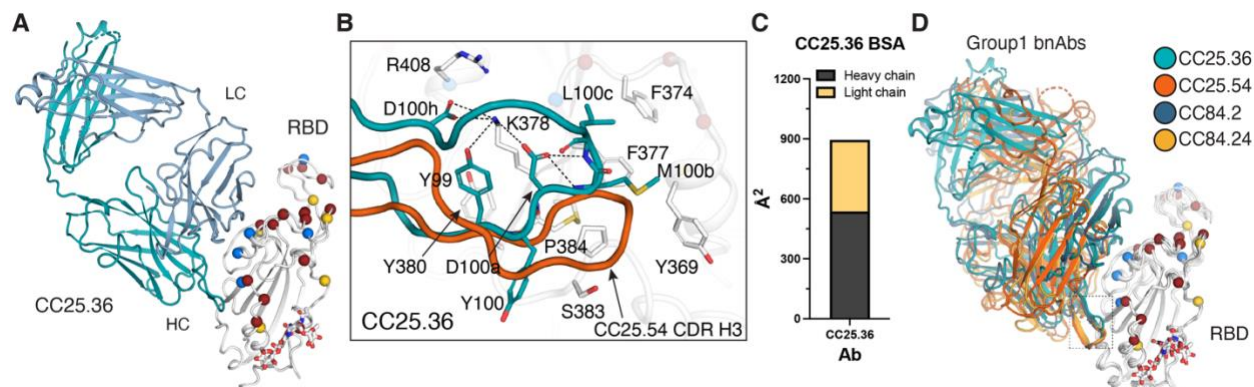 A
LC
RBD
CC25.36
HC
B
R408
D100h
K378
L100c
F374
F377
M100b
Y99
P384
Y380
D100a
Y369
Y100
S383
CC25.36
CC25.54 CDR H3
C
CC25.36 BSA
Heavy chain
Light chain
1200
900
600
300
0
A²
CC25.36
Ab
D
Group1 bnAbs
CC25.36
CC25.54
CC84.2
CC84.24
RBD